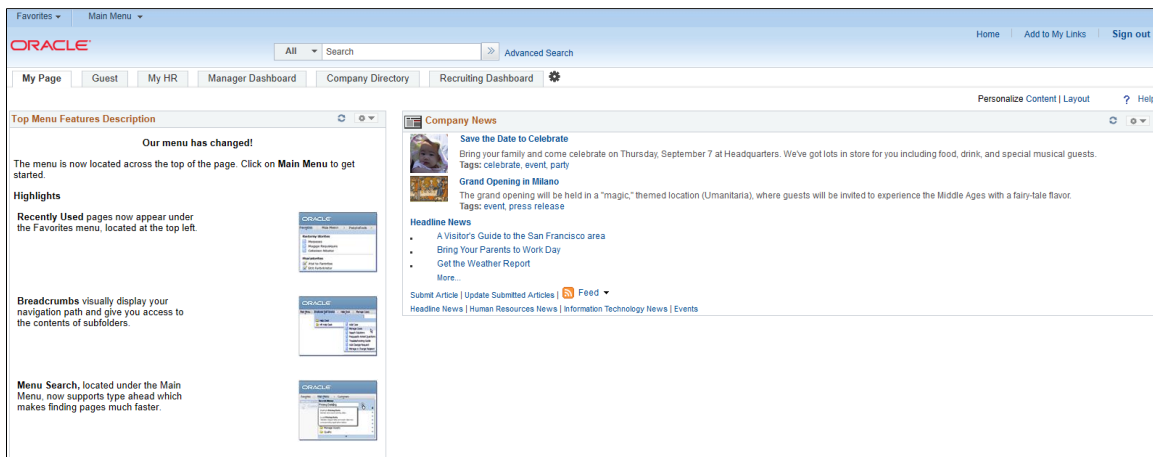 Favorites Main Menu
ORACLE
All Search Advanced Search
Home Add to My Links Sign out
My Page Guest My HR Manager Dashboard Company Directory Recruiting Dashboard
Personalize Content | Layout ? Help
Top Menu Features Description
Our menu has changed!
The menu is now located across the top of the page. Click on Main Menu to get
started.
Highlights
Recently Used pages now appear under
the Favorites menu, located at the top left.
ORACLE
Breadcrumbs visually display your
navigation path and give you access to
the contents of subfolders.
ORACLE
Menu Search, located under the Main
Menu, now supports type ahead which
makes finding pages much faster.
ORACLE
Company News
Save the Date to Celebrate
Bring your family and come celebrate on Thursday, September 7 at Headquarters. We've got lots in store for you including food, drink, and special musical guests.
Tags: celebrate, event, party
Grand Opening in Milano
The grand opening will be held in a "magic," themed location (Umanitaria), where guests will be invited to experience the Middle Ages with a fairy-tale flavor.
Tags: event, press release
Headline News
A Visitor's Guide to the San Francisco area
Bring Your Parents to Work Day
Get the Weather Report
More...
Submit Article | Update Submitted Articles | Feed
Headline News | Human Resources News | Information Technology News | Events